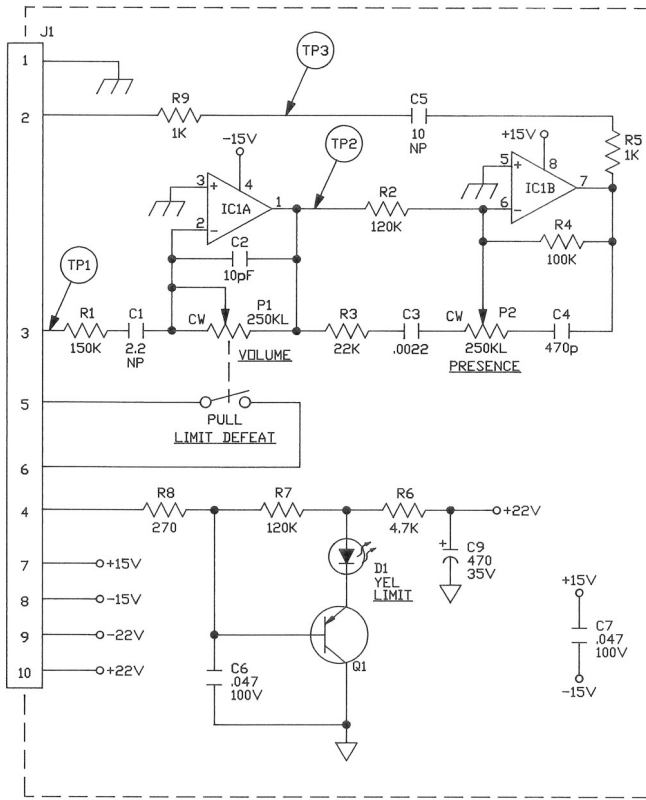 J1
1
TP3
2
R9
1K
C5
10
NP
R5
1K
-15V
4
TP2
+15V
8
3
+
IC1A
1
2
-
5
+
IC1B
7
6
-
R2
120K
R4
100K
C2
10pF
TP1
3
R1
150K
C1
2.2
NP
CW
P1
250KL
VOLUME
R3
22K
C3
.0022
CW
P2
250KL
PRESENCE
C4
470p
5
PULL
LIMIT DEFEAT
6
4
R8
270
R7
120K
R6
4.7K
+22V
+
C9
470
35V
D1
YEL
LIMIT
Q1
7
+15V
8
-15V
9
-22V
10
+22V
C6
.047
100V
+15V
C7
.047
100V
-15V